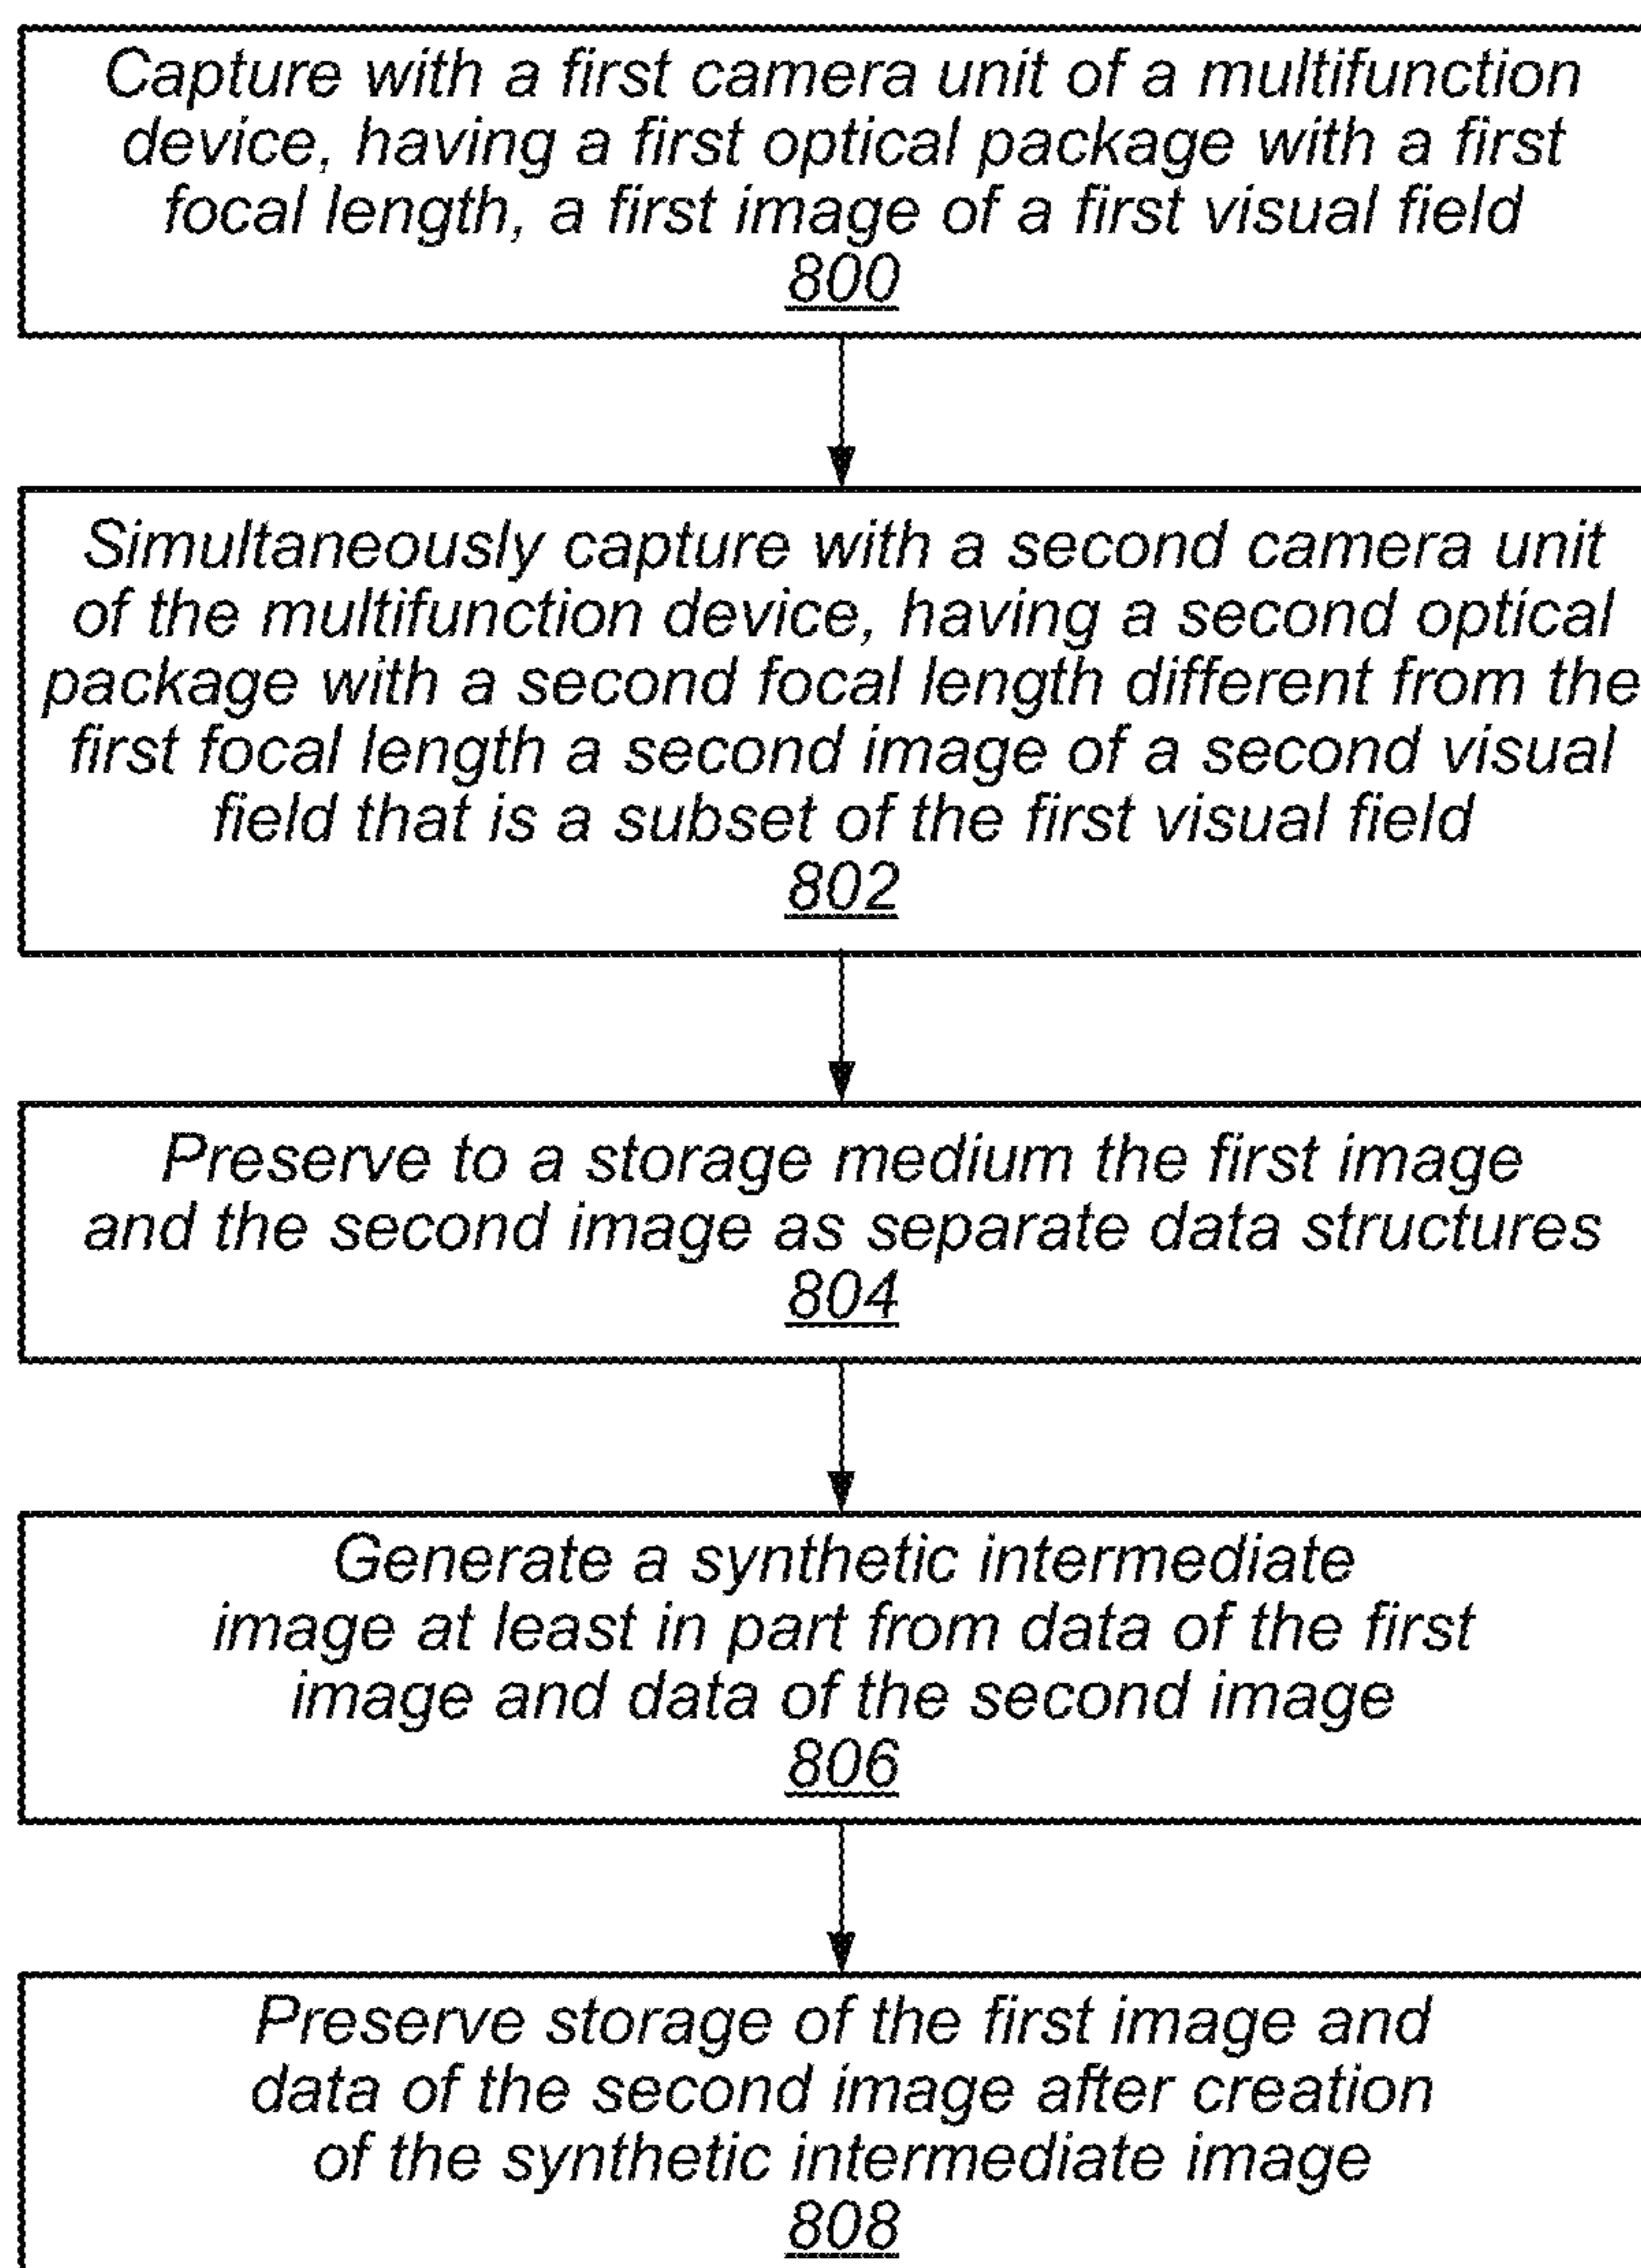 Capture with a first camera unit of a multifunction
device, having a first optical package with a first
focal length, a first image of a first visual field
800
Simultaneously capture with a second camera unit
of the multifunction device, having a second optical
package with a second focal length different from the
first focal length a second image of a second visual
field that is a subset of the first visual field
802
Preserve to a storage medium the first image
and the second image as separate data structures
804
Generate a synthetic intermediate
image at least in part from data of the first
image and data of the second image
806
Preserve storage of the first image and
data of the second image after creation
of the synthetic intermediate image
808